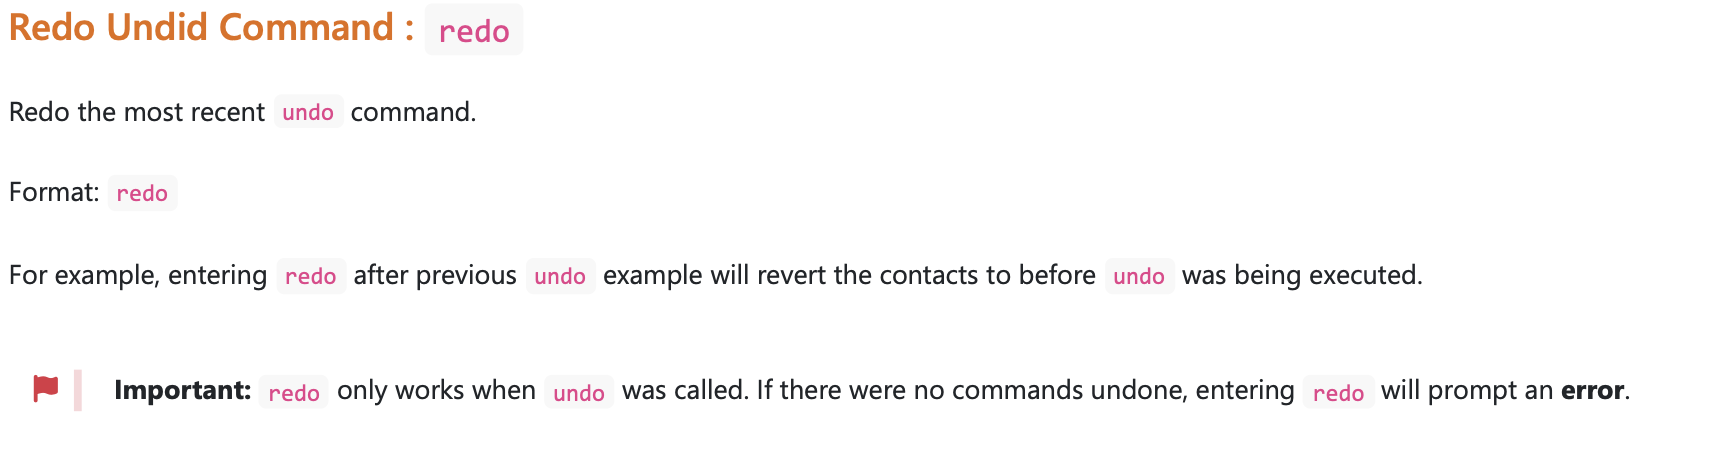 Redo Undid Command : redo
Redo the most recent undo command.
Format: redo
For example, entering redo after previous undo example will revert the contacts to before undo was being executed.
Important: redo only works when undo was called. If there were no commands undone, entering redo will prompt an error.